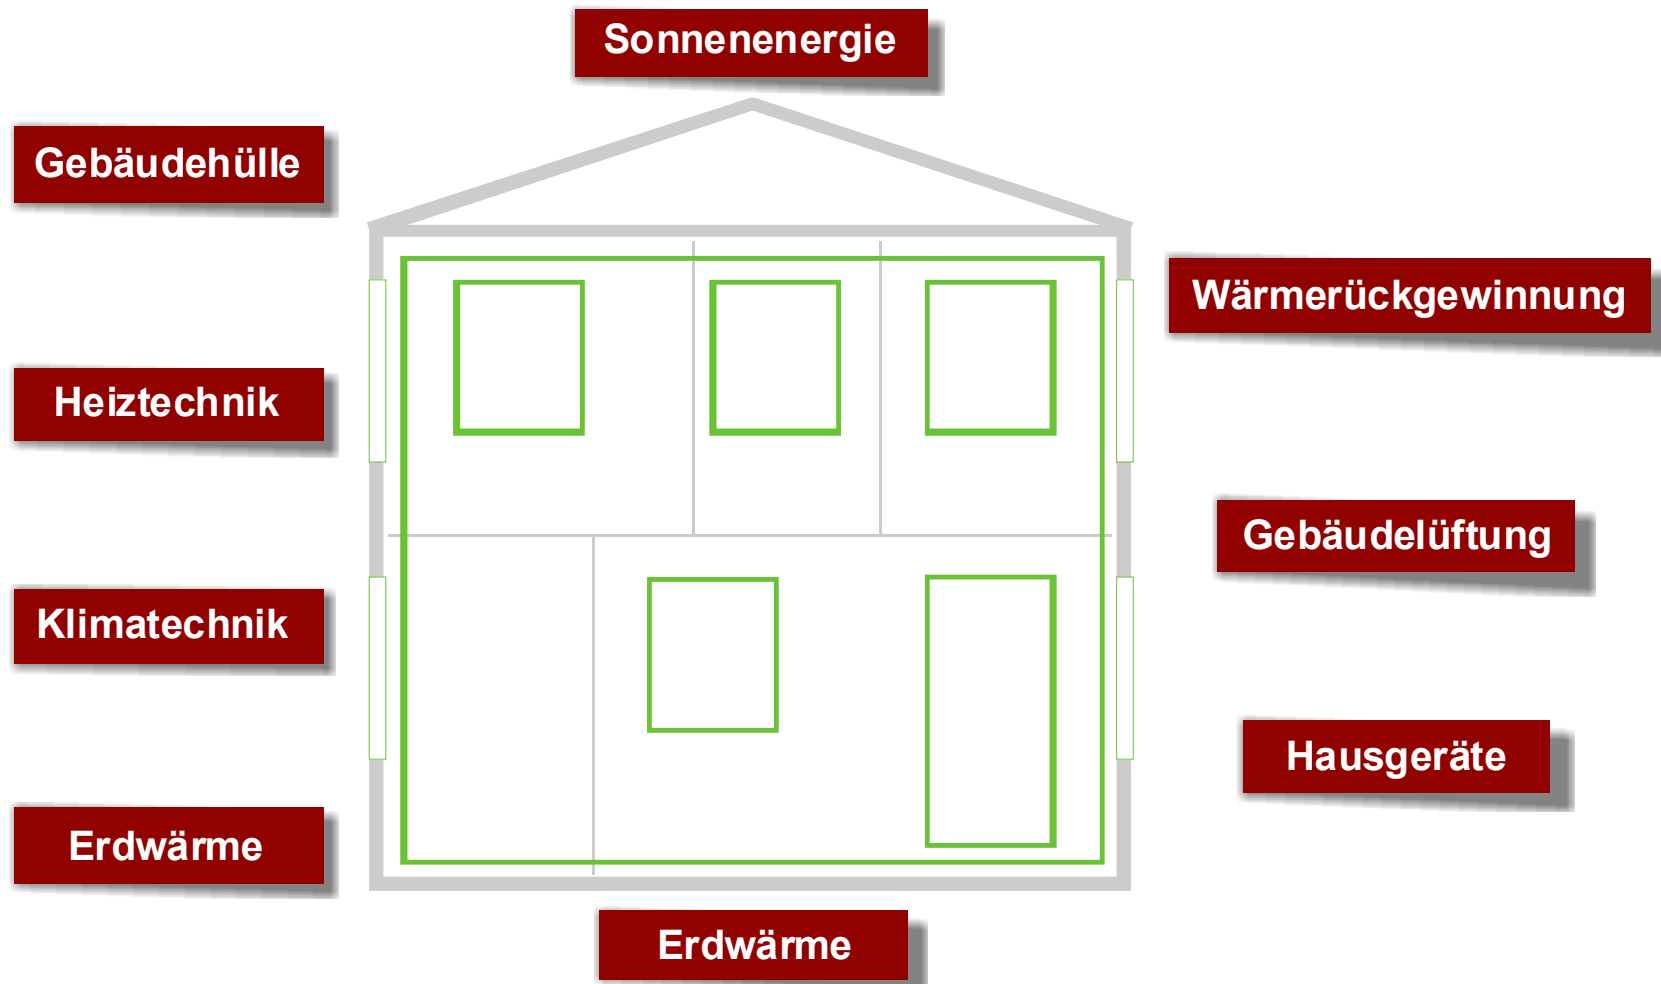 Sonnenenergie
Gebäudehülle
Wärmerückgewinnung
Heiztechnik
Gebäudelüftung
Klimatechnik
Hausgeräte
Erdwärme
Erdwärme